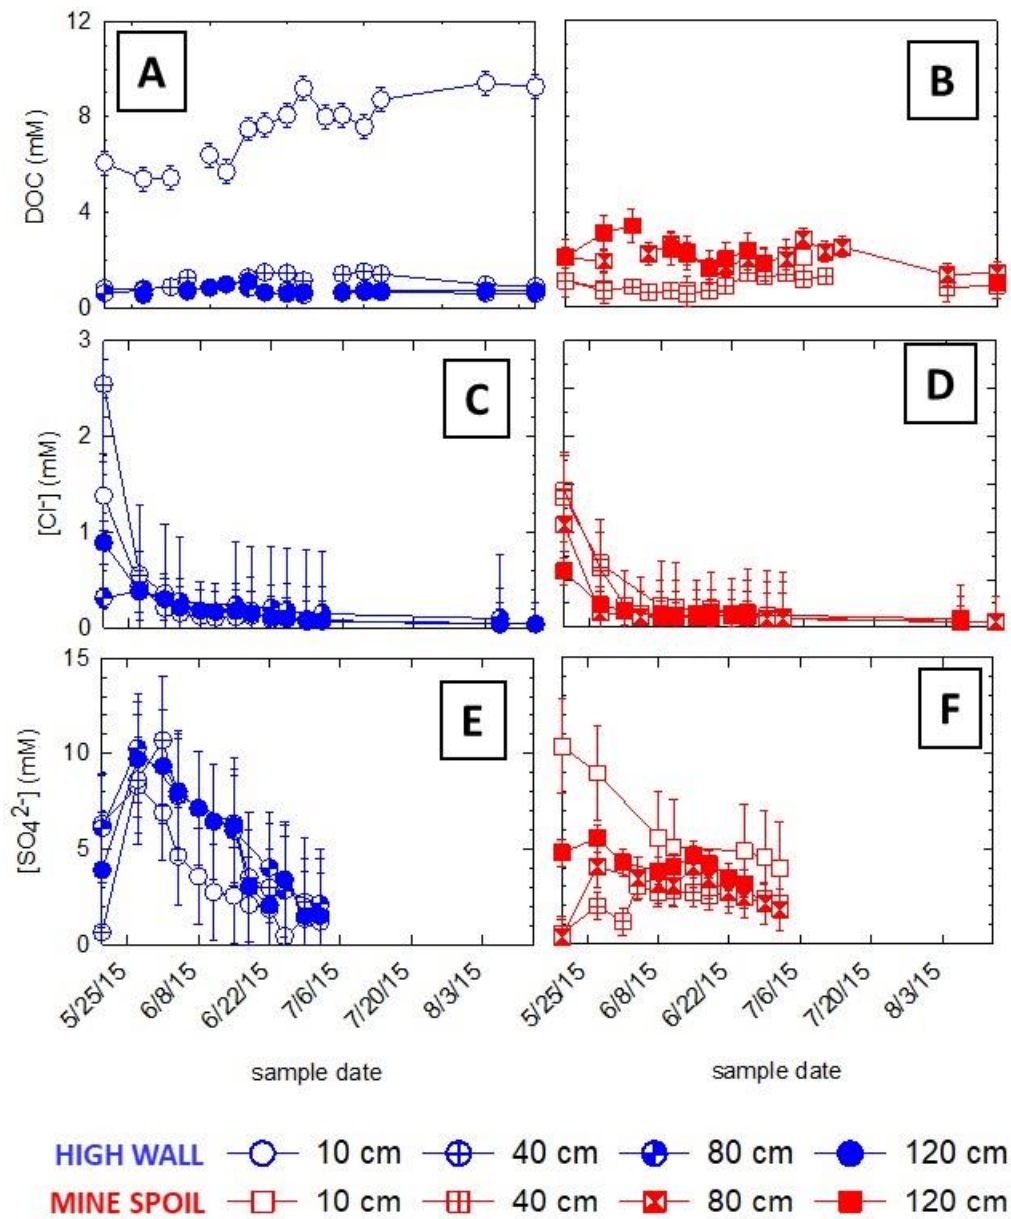 12
A
B
8
DOC (mM)
4
0
3
C
D
2
[Cl-] (mM)
1
0
15
E
F
10
[SO4 2-] (mM)
5
0
5/25/15 6/8/15 6/22/15 7/6/15 7/20/15 8/3/15 5/25/15 6/8/15 6/22/15 7/6/15 7/20/15 8/3/15
sample date sample date
HIGH WALL 10 cm 40 cm 80 cm 120 cm
MINE SPOIL 10 cm 40 cm 80 cm 120 cm